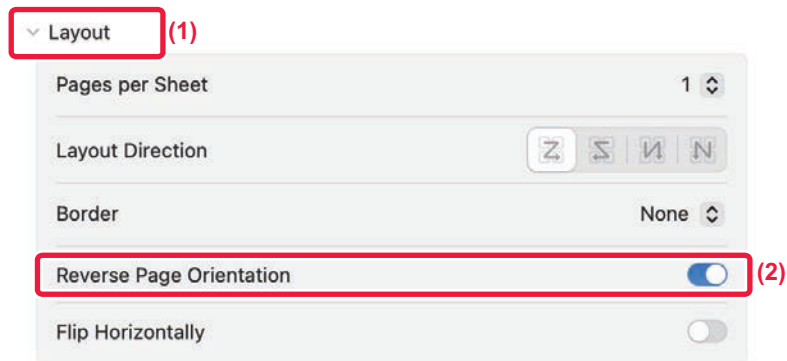 Layout (1)
Pages per Sheet 1
Layout Direction
Border None
Reverse Page Orientation (2)
Flip Horizontally